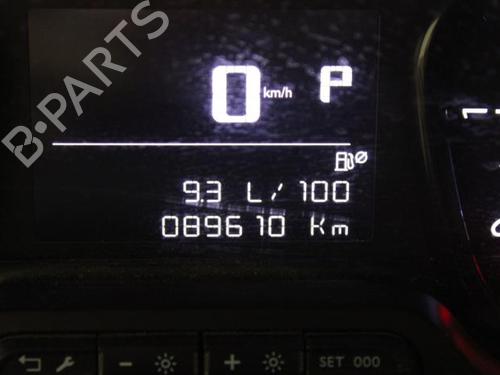 B-PARTS
0 km/h P
9.3 L / 100
089610 Km
- + SET 000